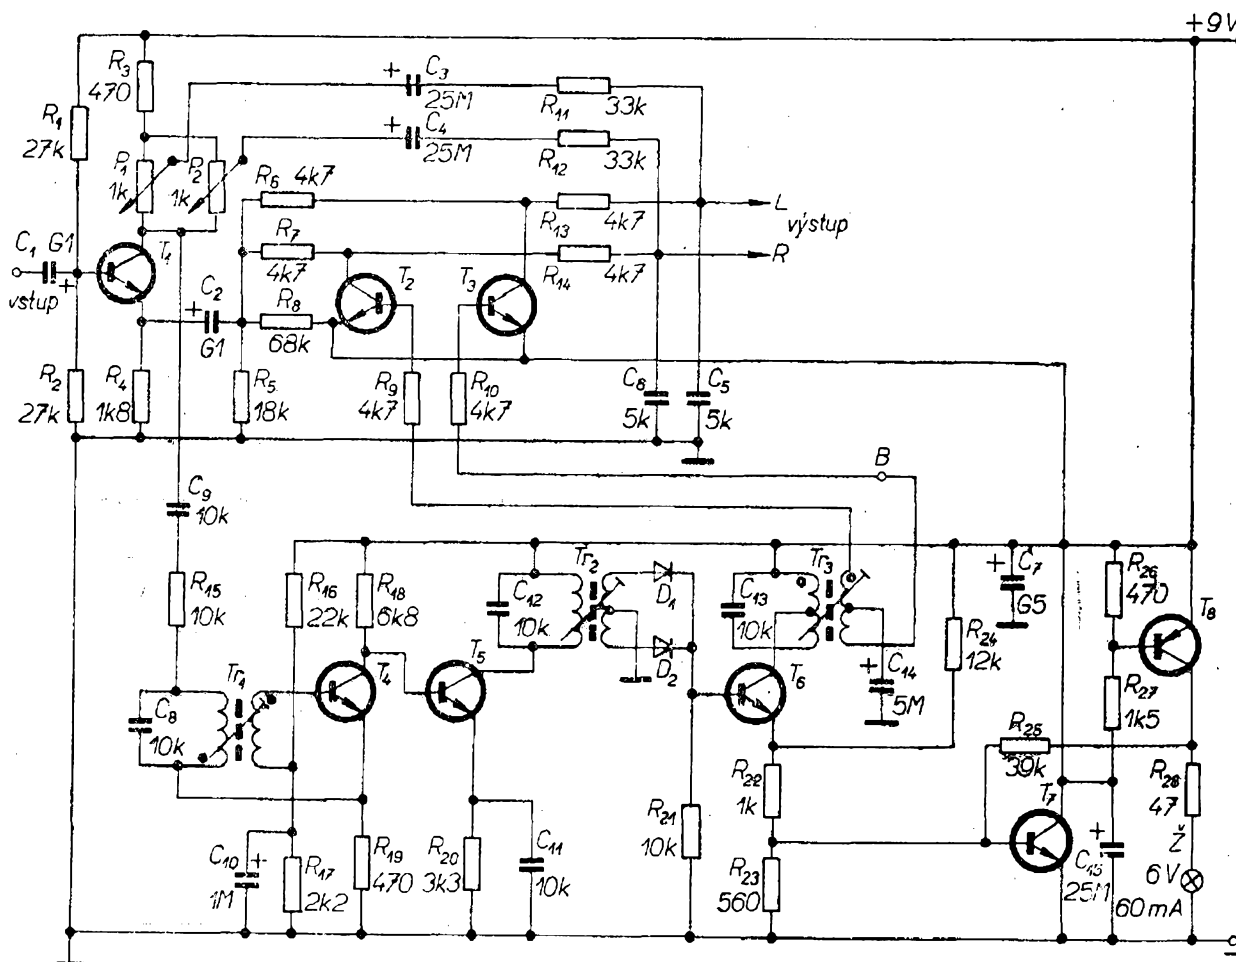 +9V
R3
470
R1
27k
P1
1k
P2
1k
+
C3
25M
R11
33k
+
C4
25M
R12
33k
R6 4k7
R13
4k7
L
výstup
R7
4k7
R14
4k7
R
C1 G1
+
vstup
T1
T2
T3
+
C2
G1
R8
68k
R2
27k
R4
1k8
R5
18k
R9
4k7
R10
4k7
C6
5k
C5
5k
B
C9
10k
R15
10k
R16
22k
R18
6k8
C12
10k
Tr2
D1
D2
C13
10k
Tr3
+
C7
G5
R26
470
T8
R24
12k
+
C14
5M
R27
1k5
C8
10k
Tr1
T4
T5
T6
R25
39k
R28
47
R22
1k
T7
+
C15
25M
Ž
6V
60mA
C10
+
1M
R17
2k2
R19
470
R20
3k3
C11
10k
R21
10k
R23
560